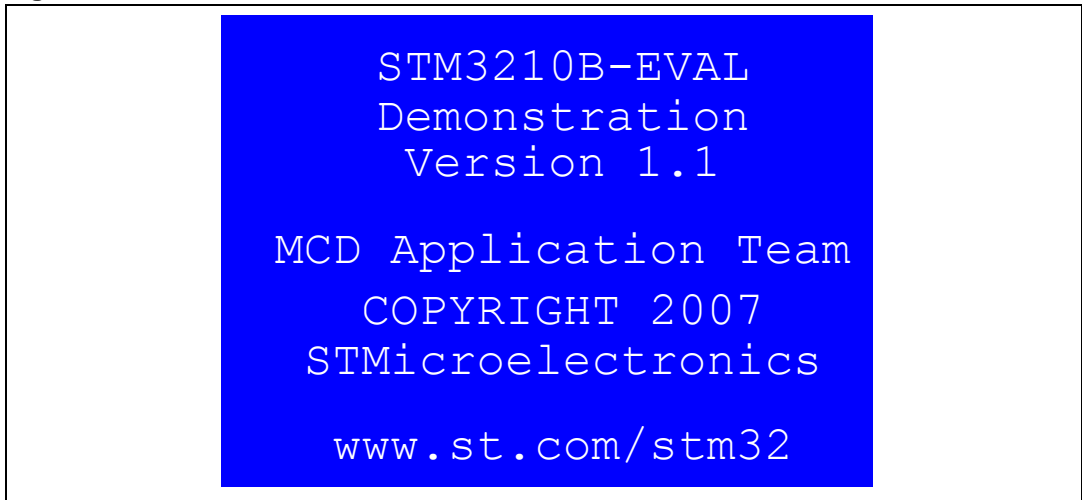 STM3210B-EVAL
Demonstration
Version 1.1
MCD Application Team
COPYRIGHT 2007
STMicroelectronics
www.st.com/stm32